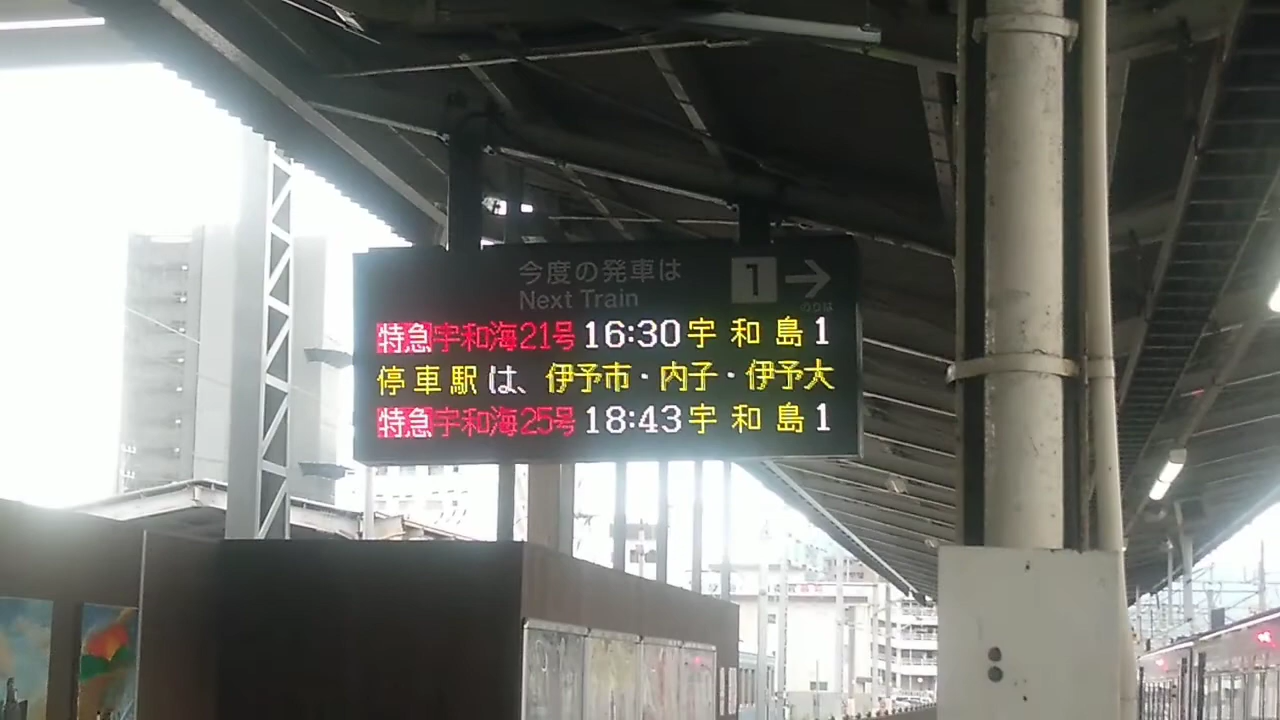 今度の発車は
Next Train
1 →
のりば
特急 宇和海21号 16:30 宇和島 1
停車駅は、伊予市・内子・伊予大
特急 宇和海25号 18:43 宇和島 1